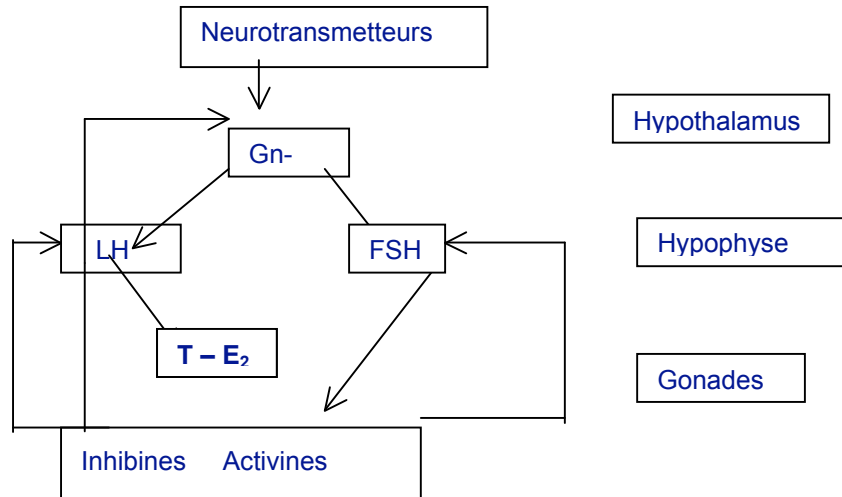 Neurotransmetteurs
Hypothalamus
Gn-
LH
FSH
Hypophyse
T – E₂
Gonades
Inhibines Activines